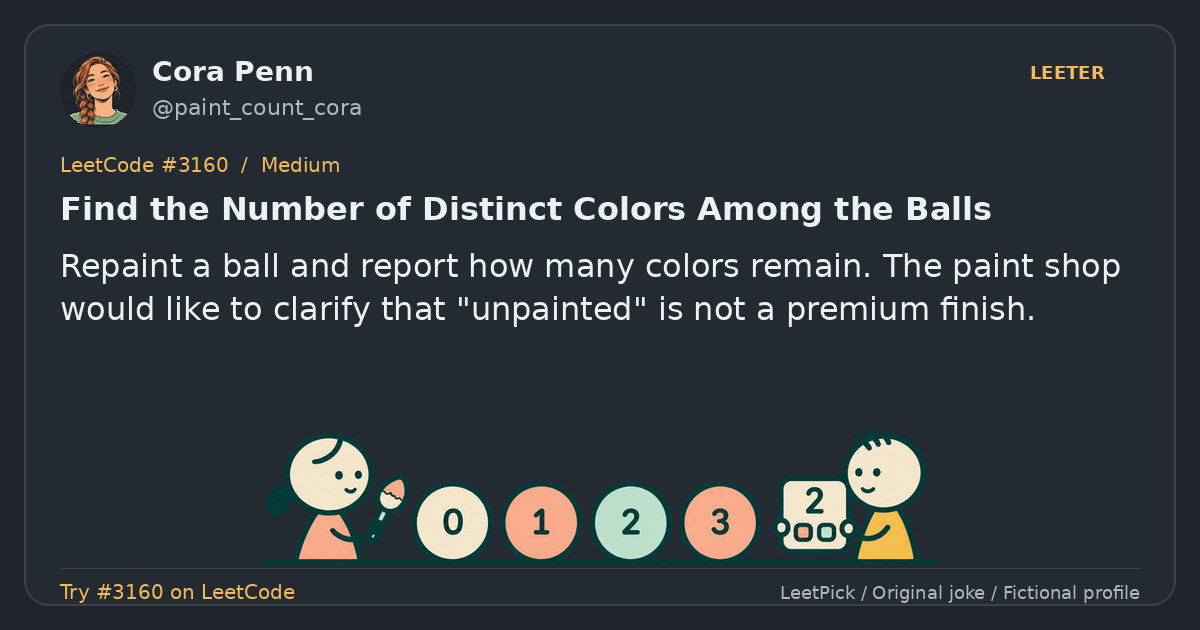 Cora Penn
LEETER
@paint_count_cora
LeetCode #3160 / Medium
Find the Number of Distinct Colors Among the Balls
Repaint a ball and report how many colors remain. The paint shop
would like to clarify that "unpainted" is not a premium finish.
0 1 2 3 2
Try #3160 on LeetCode
LeetPick / Original joke / Fictional profile